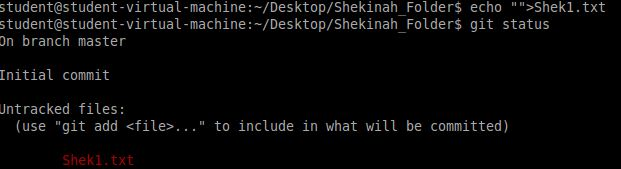 student@student-virtual-machine:~/Desktop/Shekinah_Folder$ echo "">Shek1.txt
student@student-virtual-machine:~/Desktop/Shekinah_Folder$ git status
On branch master
Initial commit
Untracked files:
  (use "git add <file>..." to include in what will be committed)
        Shek1.txt